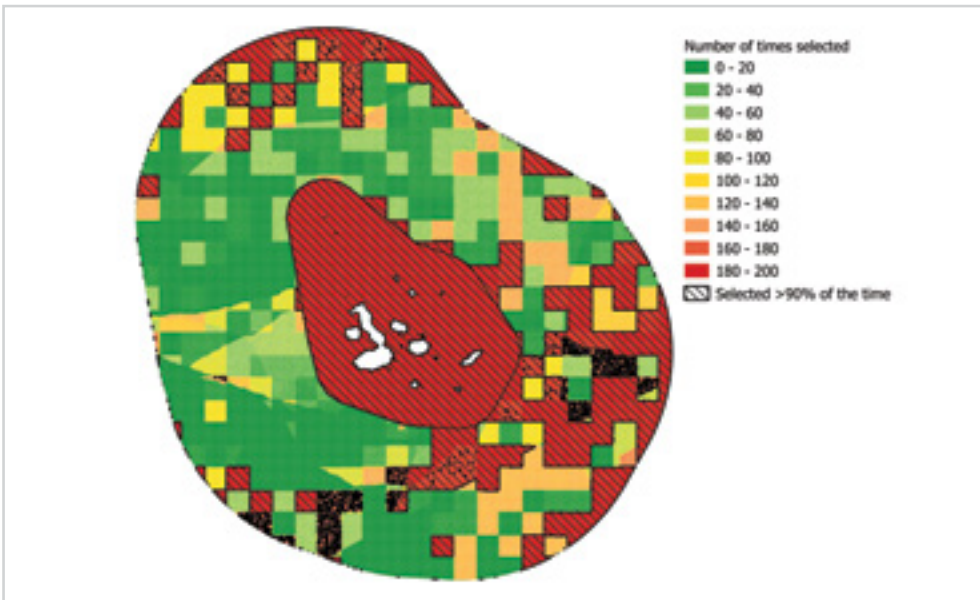 Number of times selected
0 - 20
20 - 40
40 - 60
60 - 80
80 - 100
100 - 120
120 - 140
140 - 160
160 - 180
180 - 200
Selected >90% of the time